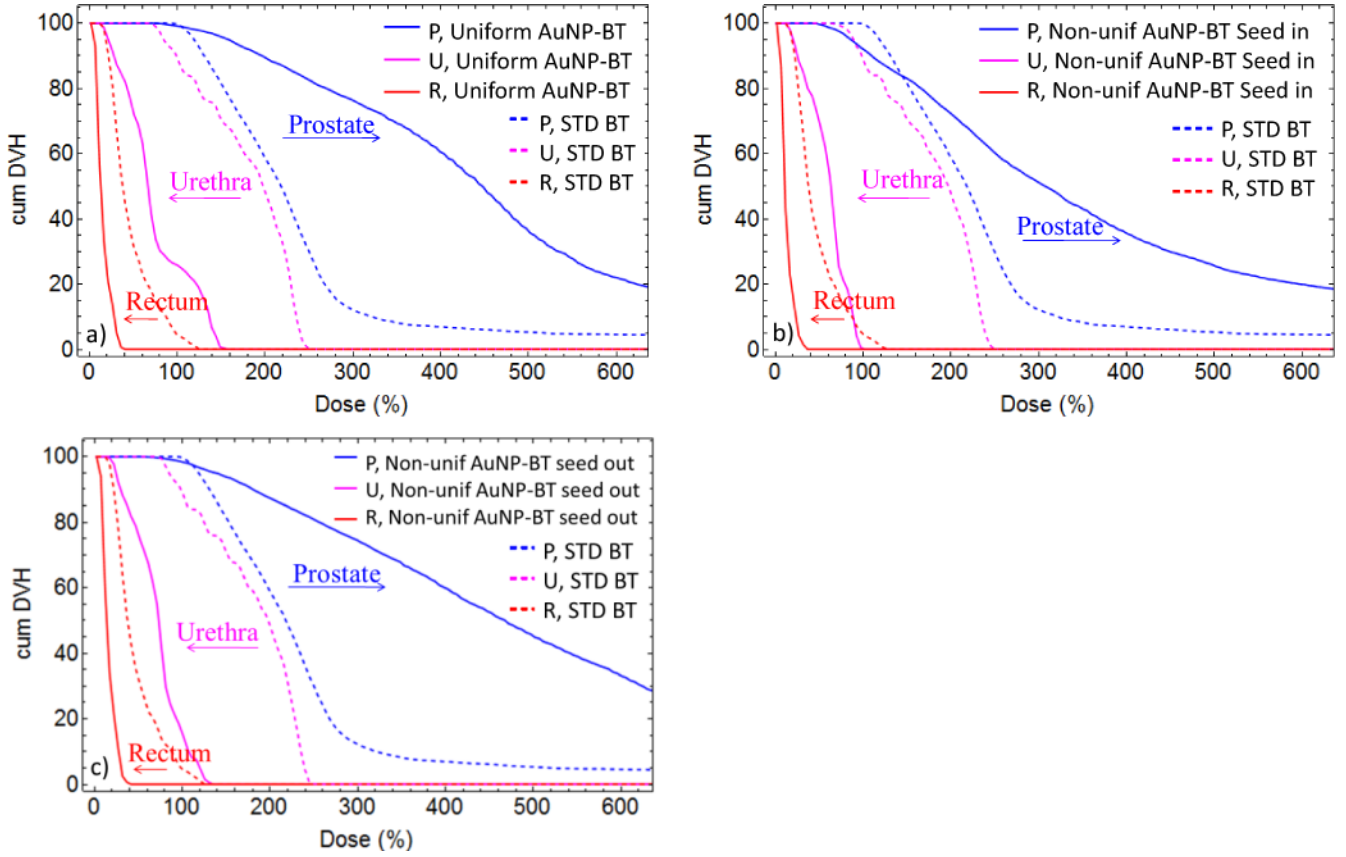 100
80
60
40
20
0
cum DVH
P, Uniform AuNP-BT
U, Uniform AuNP-BT
R, Uniform AuNP-BT
P, STD BT
U, STD BT
R, STD BT
Prostate
Urethra
Rectum
a)
0 100 200 300 400 500 600
Dose (%)
100
80
60
40
20
0
cum DVH
P, Non-unif AuNP-BT Seed in
U, Non-unif AuNP-BT Seed in
R, Non-unif AuNP-BT Seed in
P, STD BT
U, STD BT
R, STD BT
Urethra
Prostate
Rectum
b)
0 100 200 300 400 500 600
Dose (%)
100
80
60
40
20
0
cum DVH
P, Non-unif AuNP-BT seed out
U, Non-unif AuNP-BT seed out
R, Non-unif AuNP-BT seed out
P, STD BT
U, STD BT
R, STD BT
Prostate
Urethra
Rectum
c)
0 100 200 300 400 500 600
Dose (%)